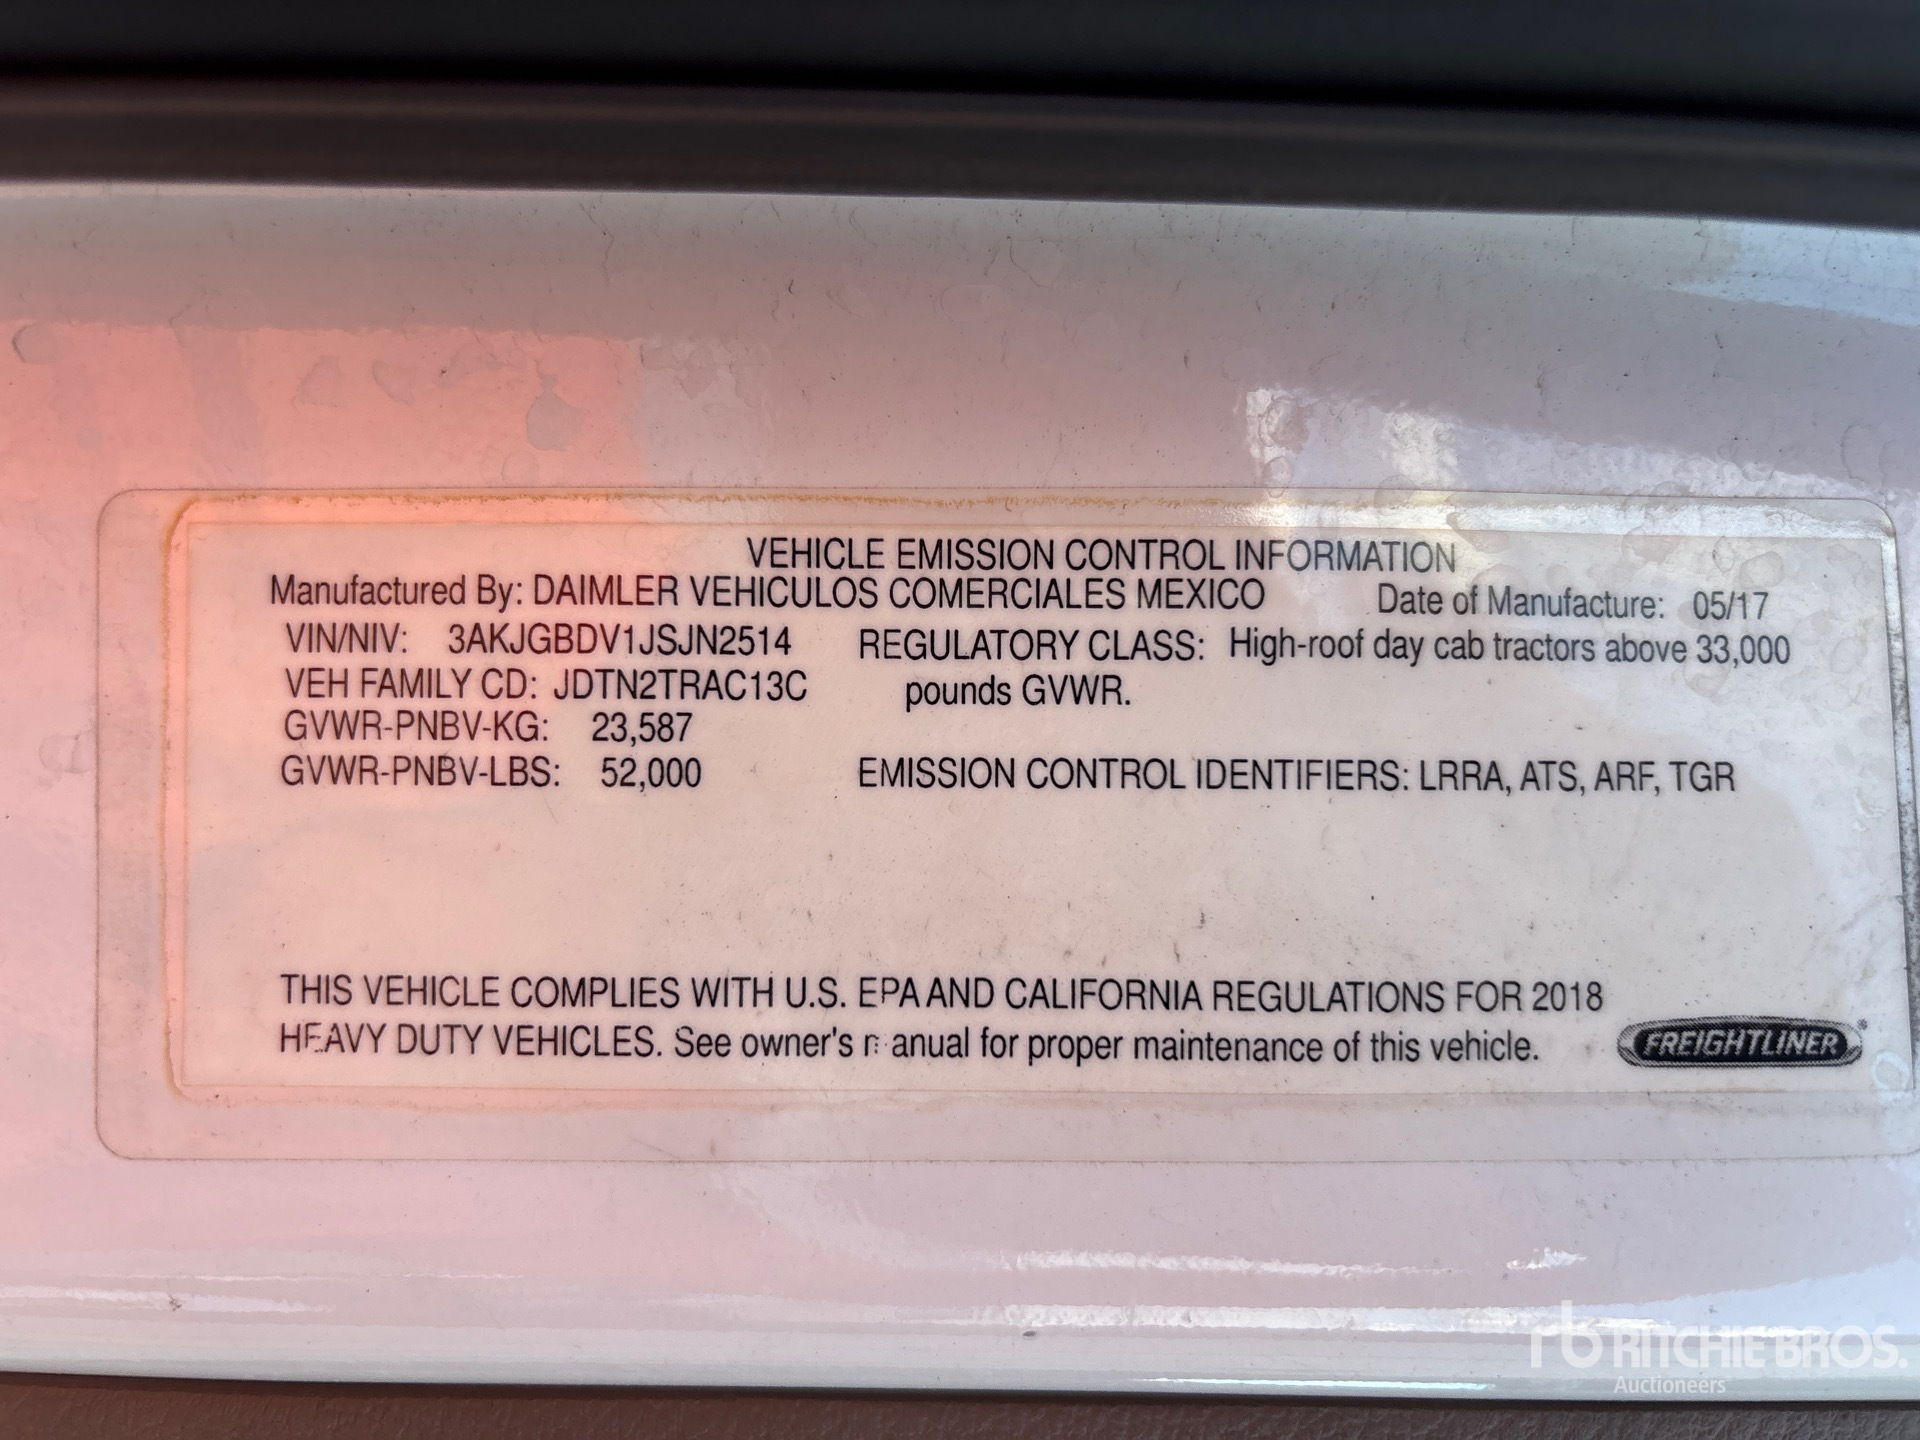 VEHICLE EMISSION CONTROL INFORMATION
Manufactured By: DAIMLER VEHICULOS COMERCIALES MEXICO Date of Manufacture: 05/17
VIN/NIV: 3AKJGBDV1JSJN2514 REGULATORY CLASS: High-roof day cab tractors above 33,000
VEH FAMILY CD: JDTN2TRAC13C pounds GVWR.
GVWR-PNBV-KG: 23,587
GVWR-PNBV-LBS: 52,000 EMISSION CONTROL IDENTIFIERS: LRRA, ATS, ARF, TGR
THIS VEHICLE COMPLIES WITH U.S. EPA AND CALIFORNIA REGULATIONS FOR 2018
HEAVY DUTY VEHICLES. See owner's manual for proper maintenance of this vehicle.
FREIGHTLINER
rb RITCHIE BROS.
Auctioneers